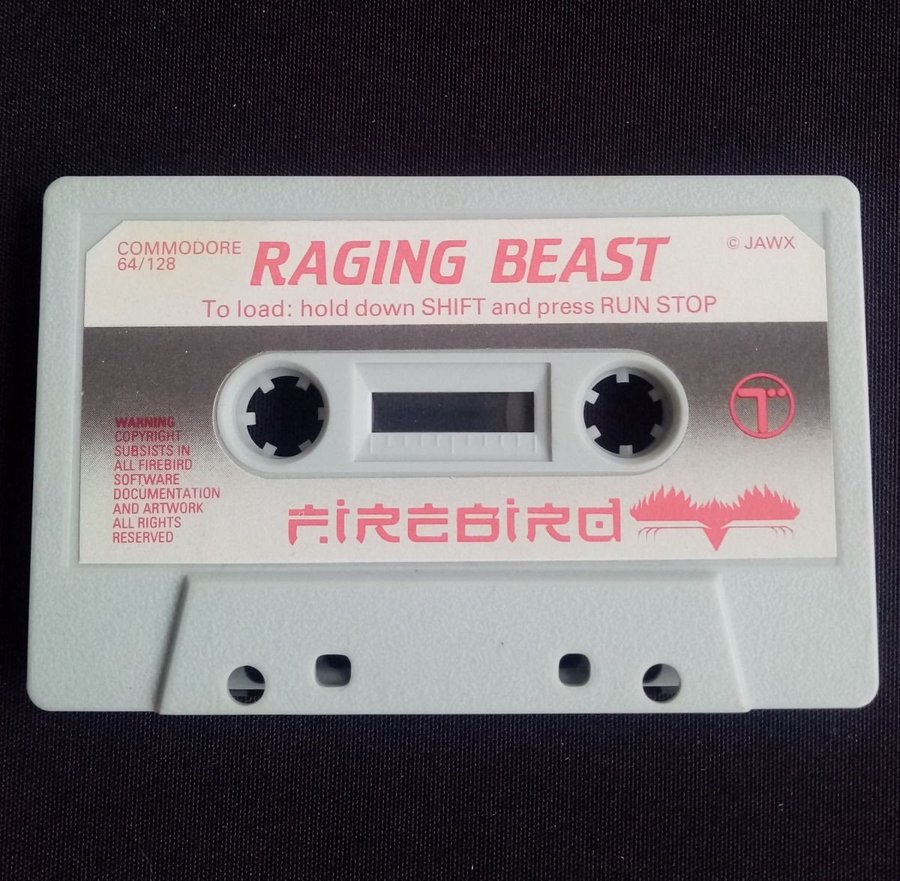 COMMODORE
64/128
RAGING BEAST
© JAWX
To load: hold down SHIFT and press RUN STOP
WARNING
COPYRIGHT
SUBSISTS IN
ALL FIREBIRD
SOFTWARE
DOCUMENTATION
AND ARTWORK
ALL RIGHTS
RESERVED
T
FIREBIRD